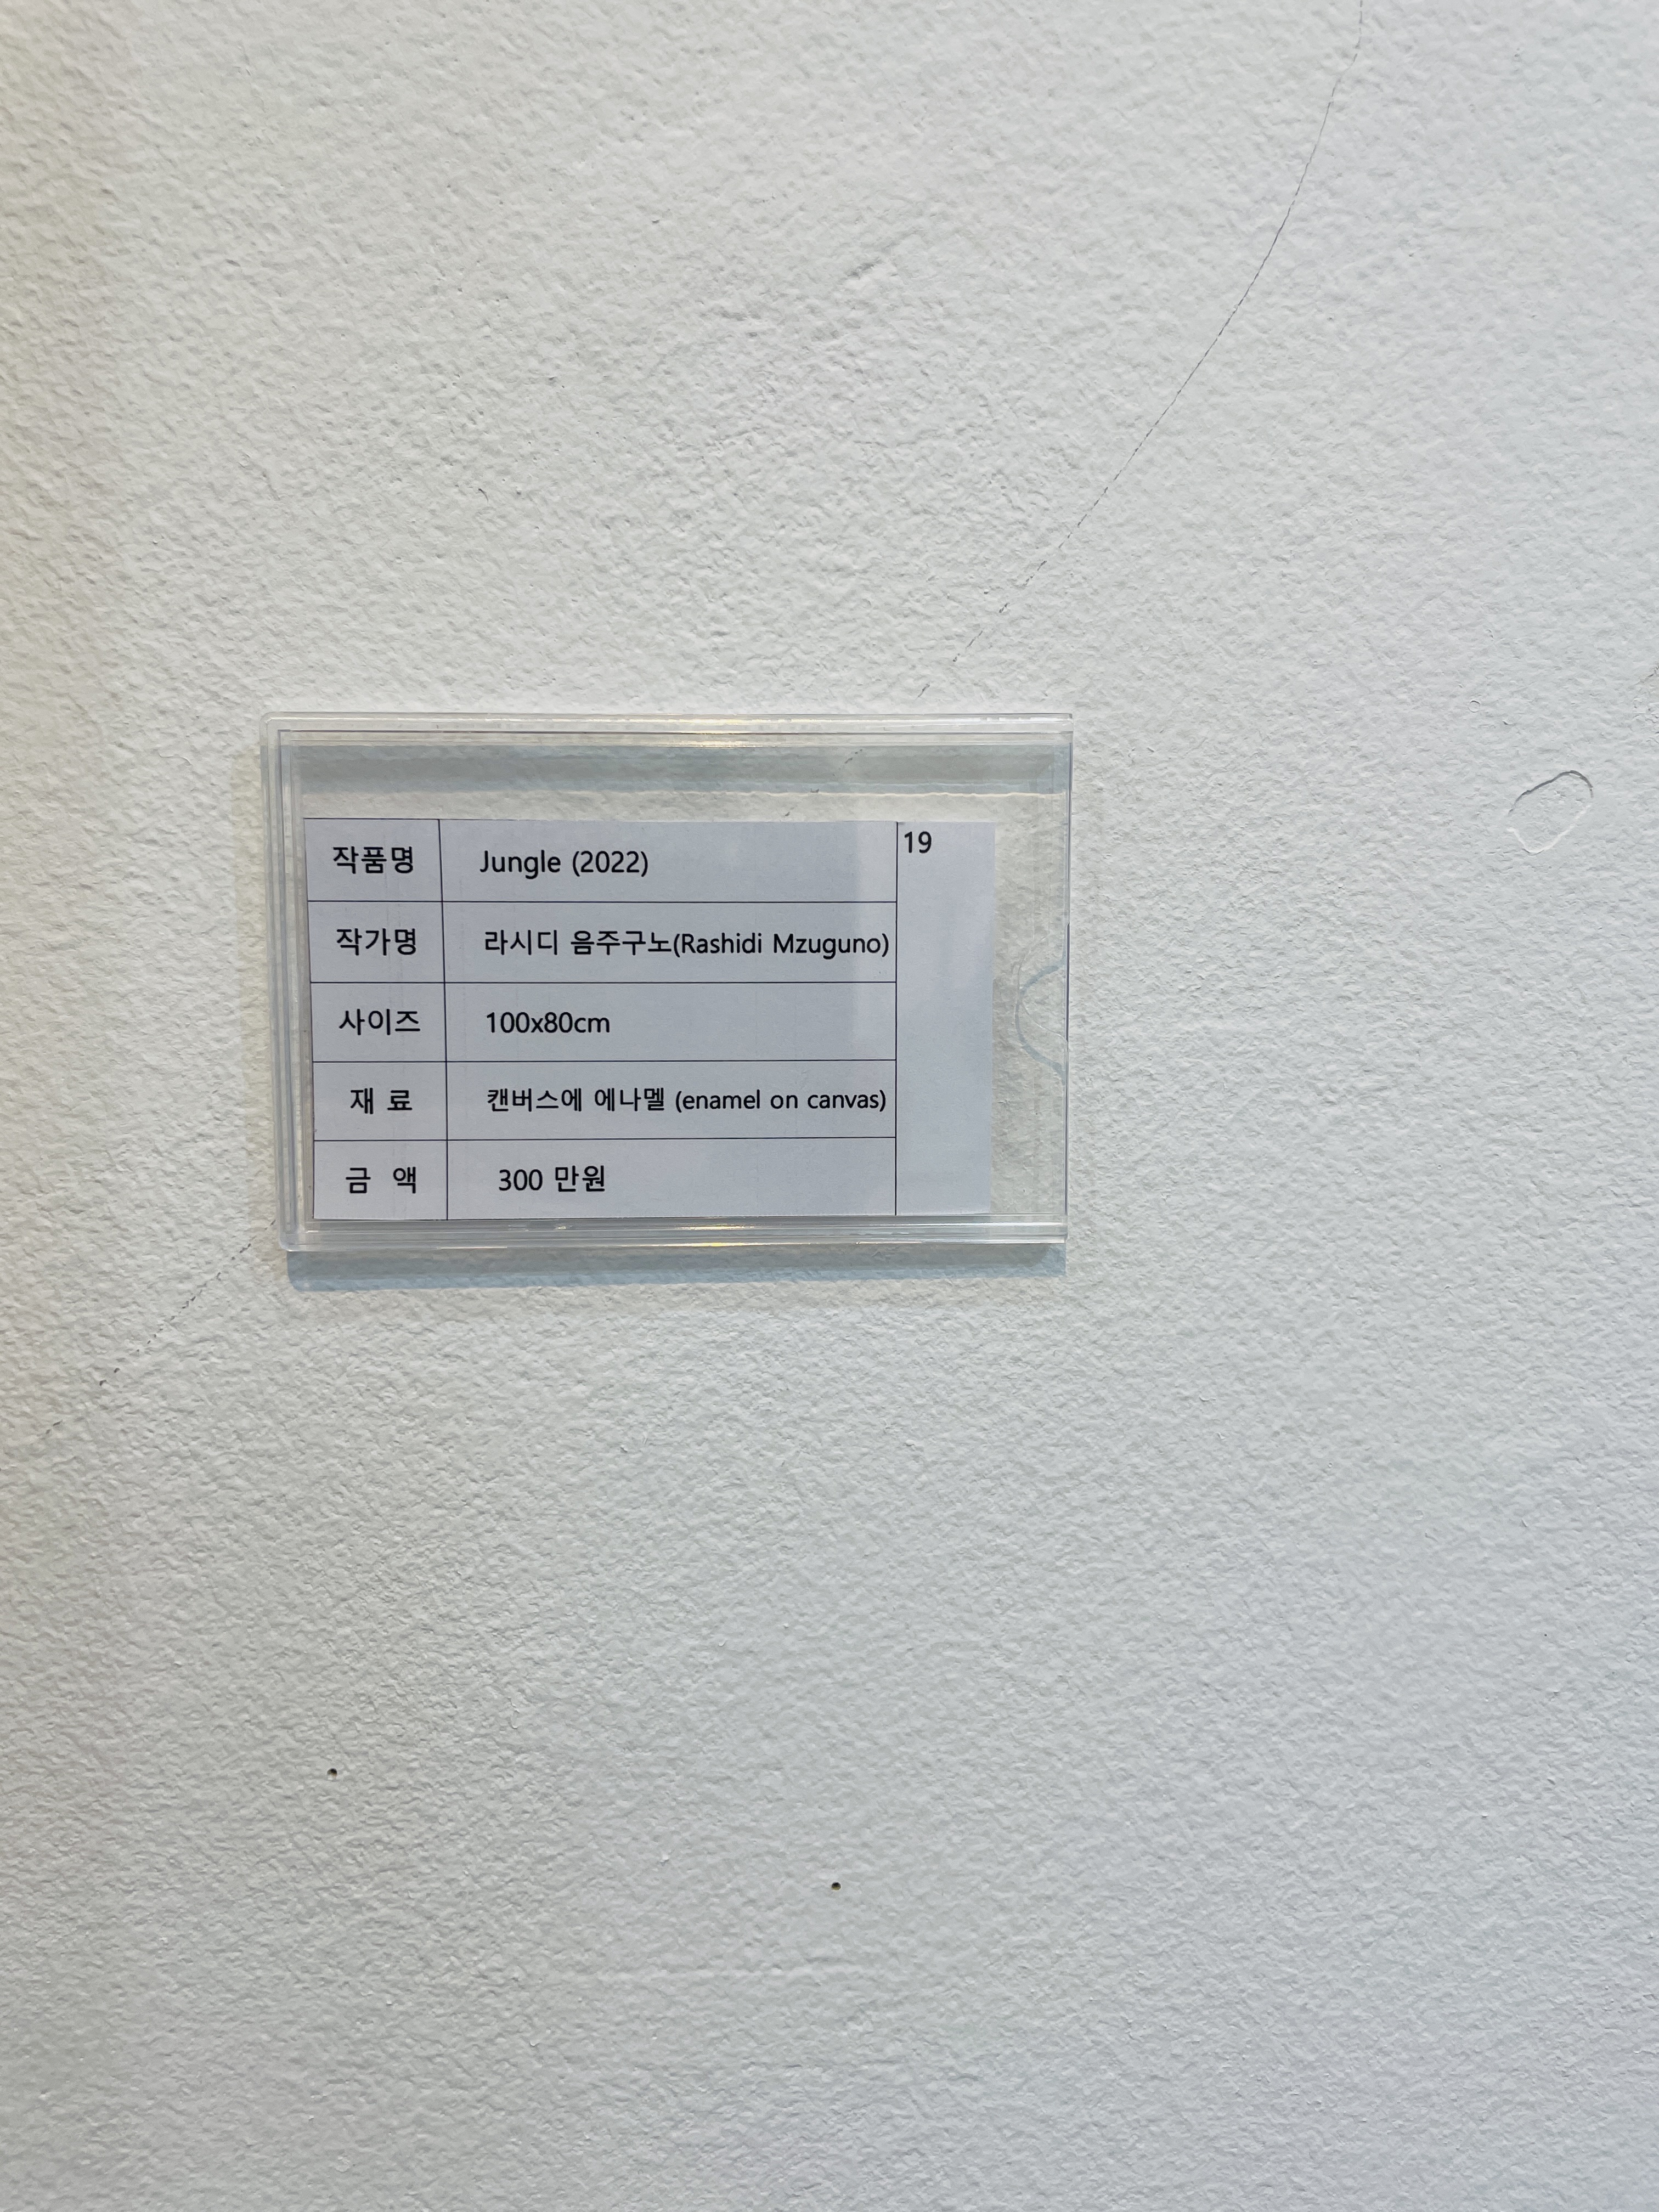 작품명 Jungle (2022) 19
작가명 라시디 음주구노(Rashidi Mzuguno)
사이즈 100x80cm
재 료 캔버스에 에나멜 (enamel on canvas)
금 액 300 만원